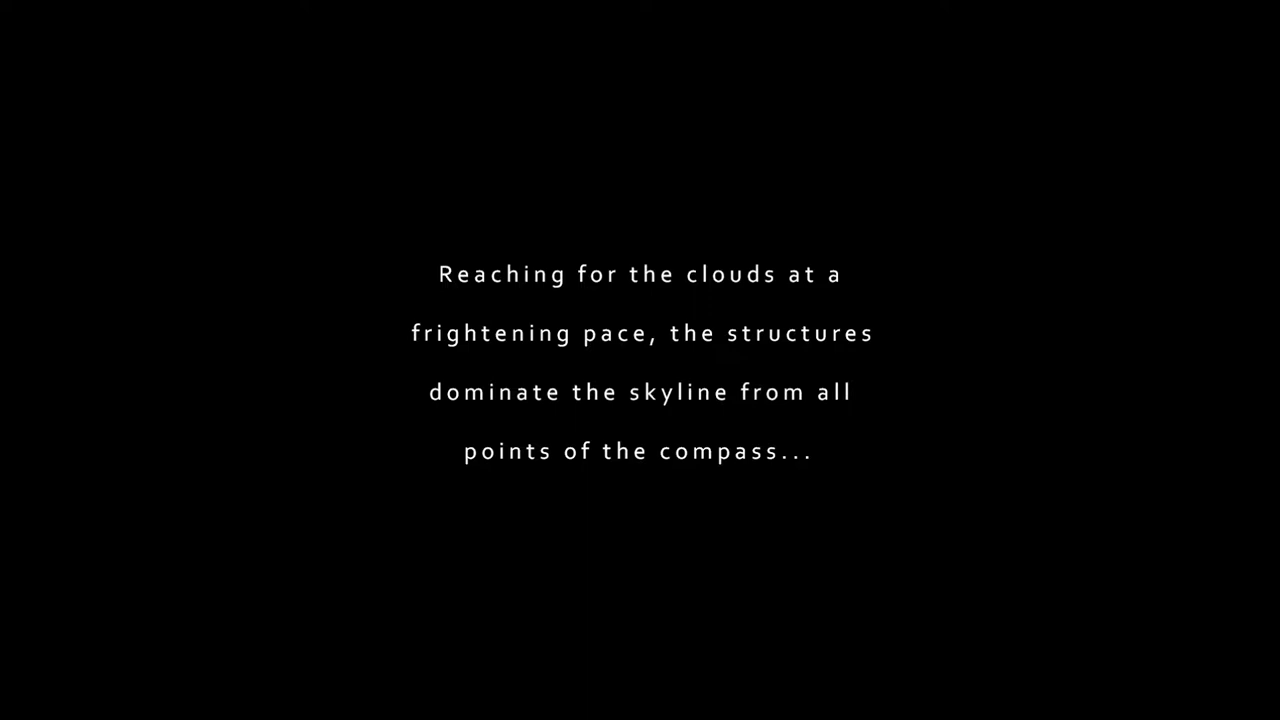 Reaching for the clouds at a
frightening pace, the structures
dominate the skyline from all
points of the compass...